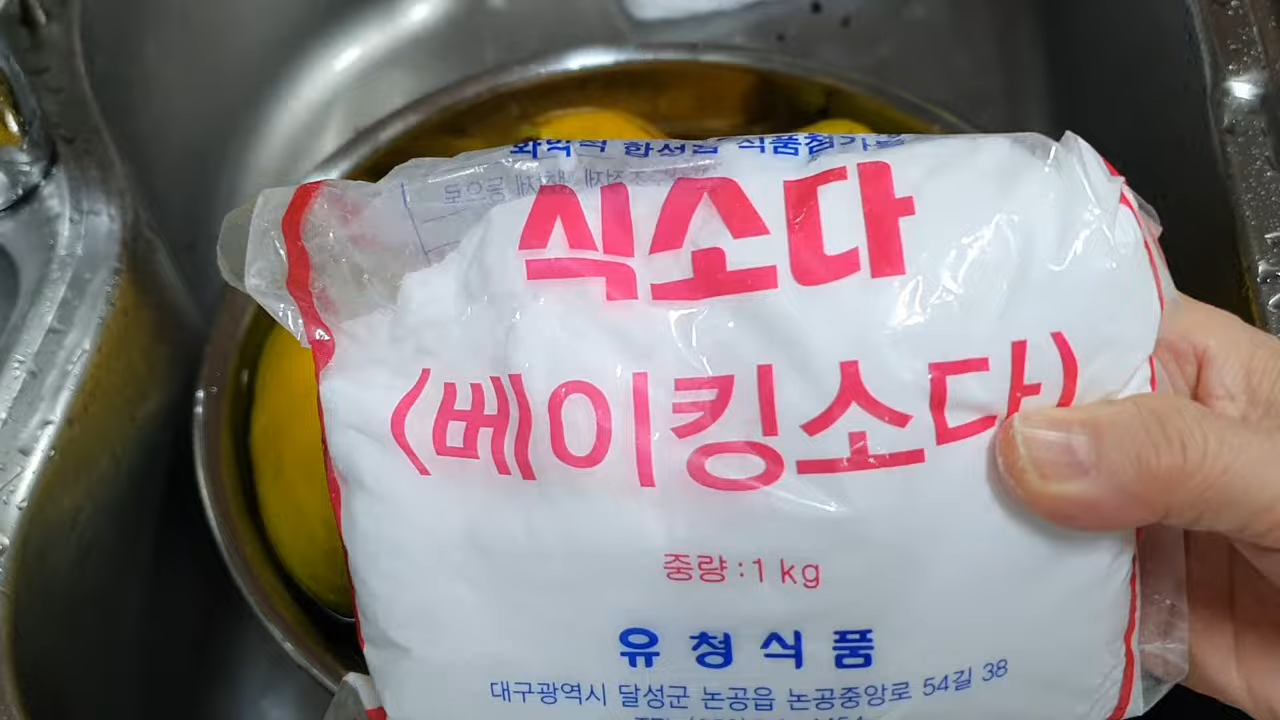 화학적 합성품 식품첨가물
식소다
(베이킹소다)
중량 : 1 kg
유청식품
대구광역시 달성군 논공읍 논공중앙로 54길 38